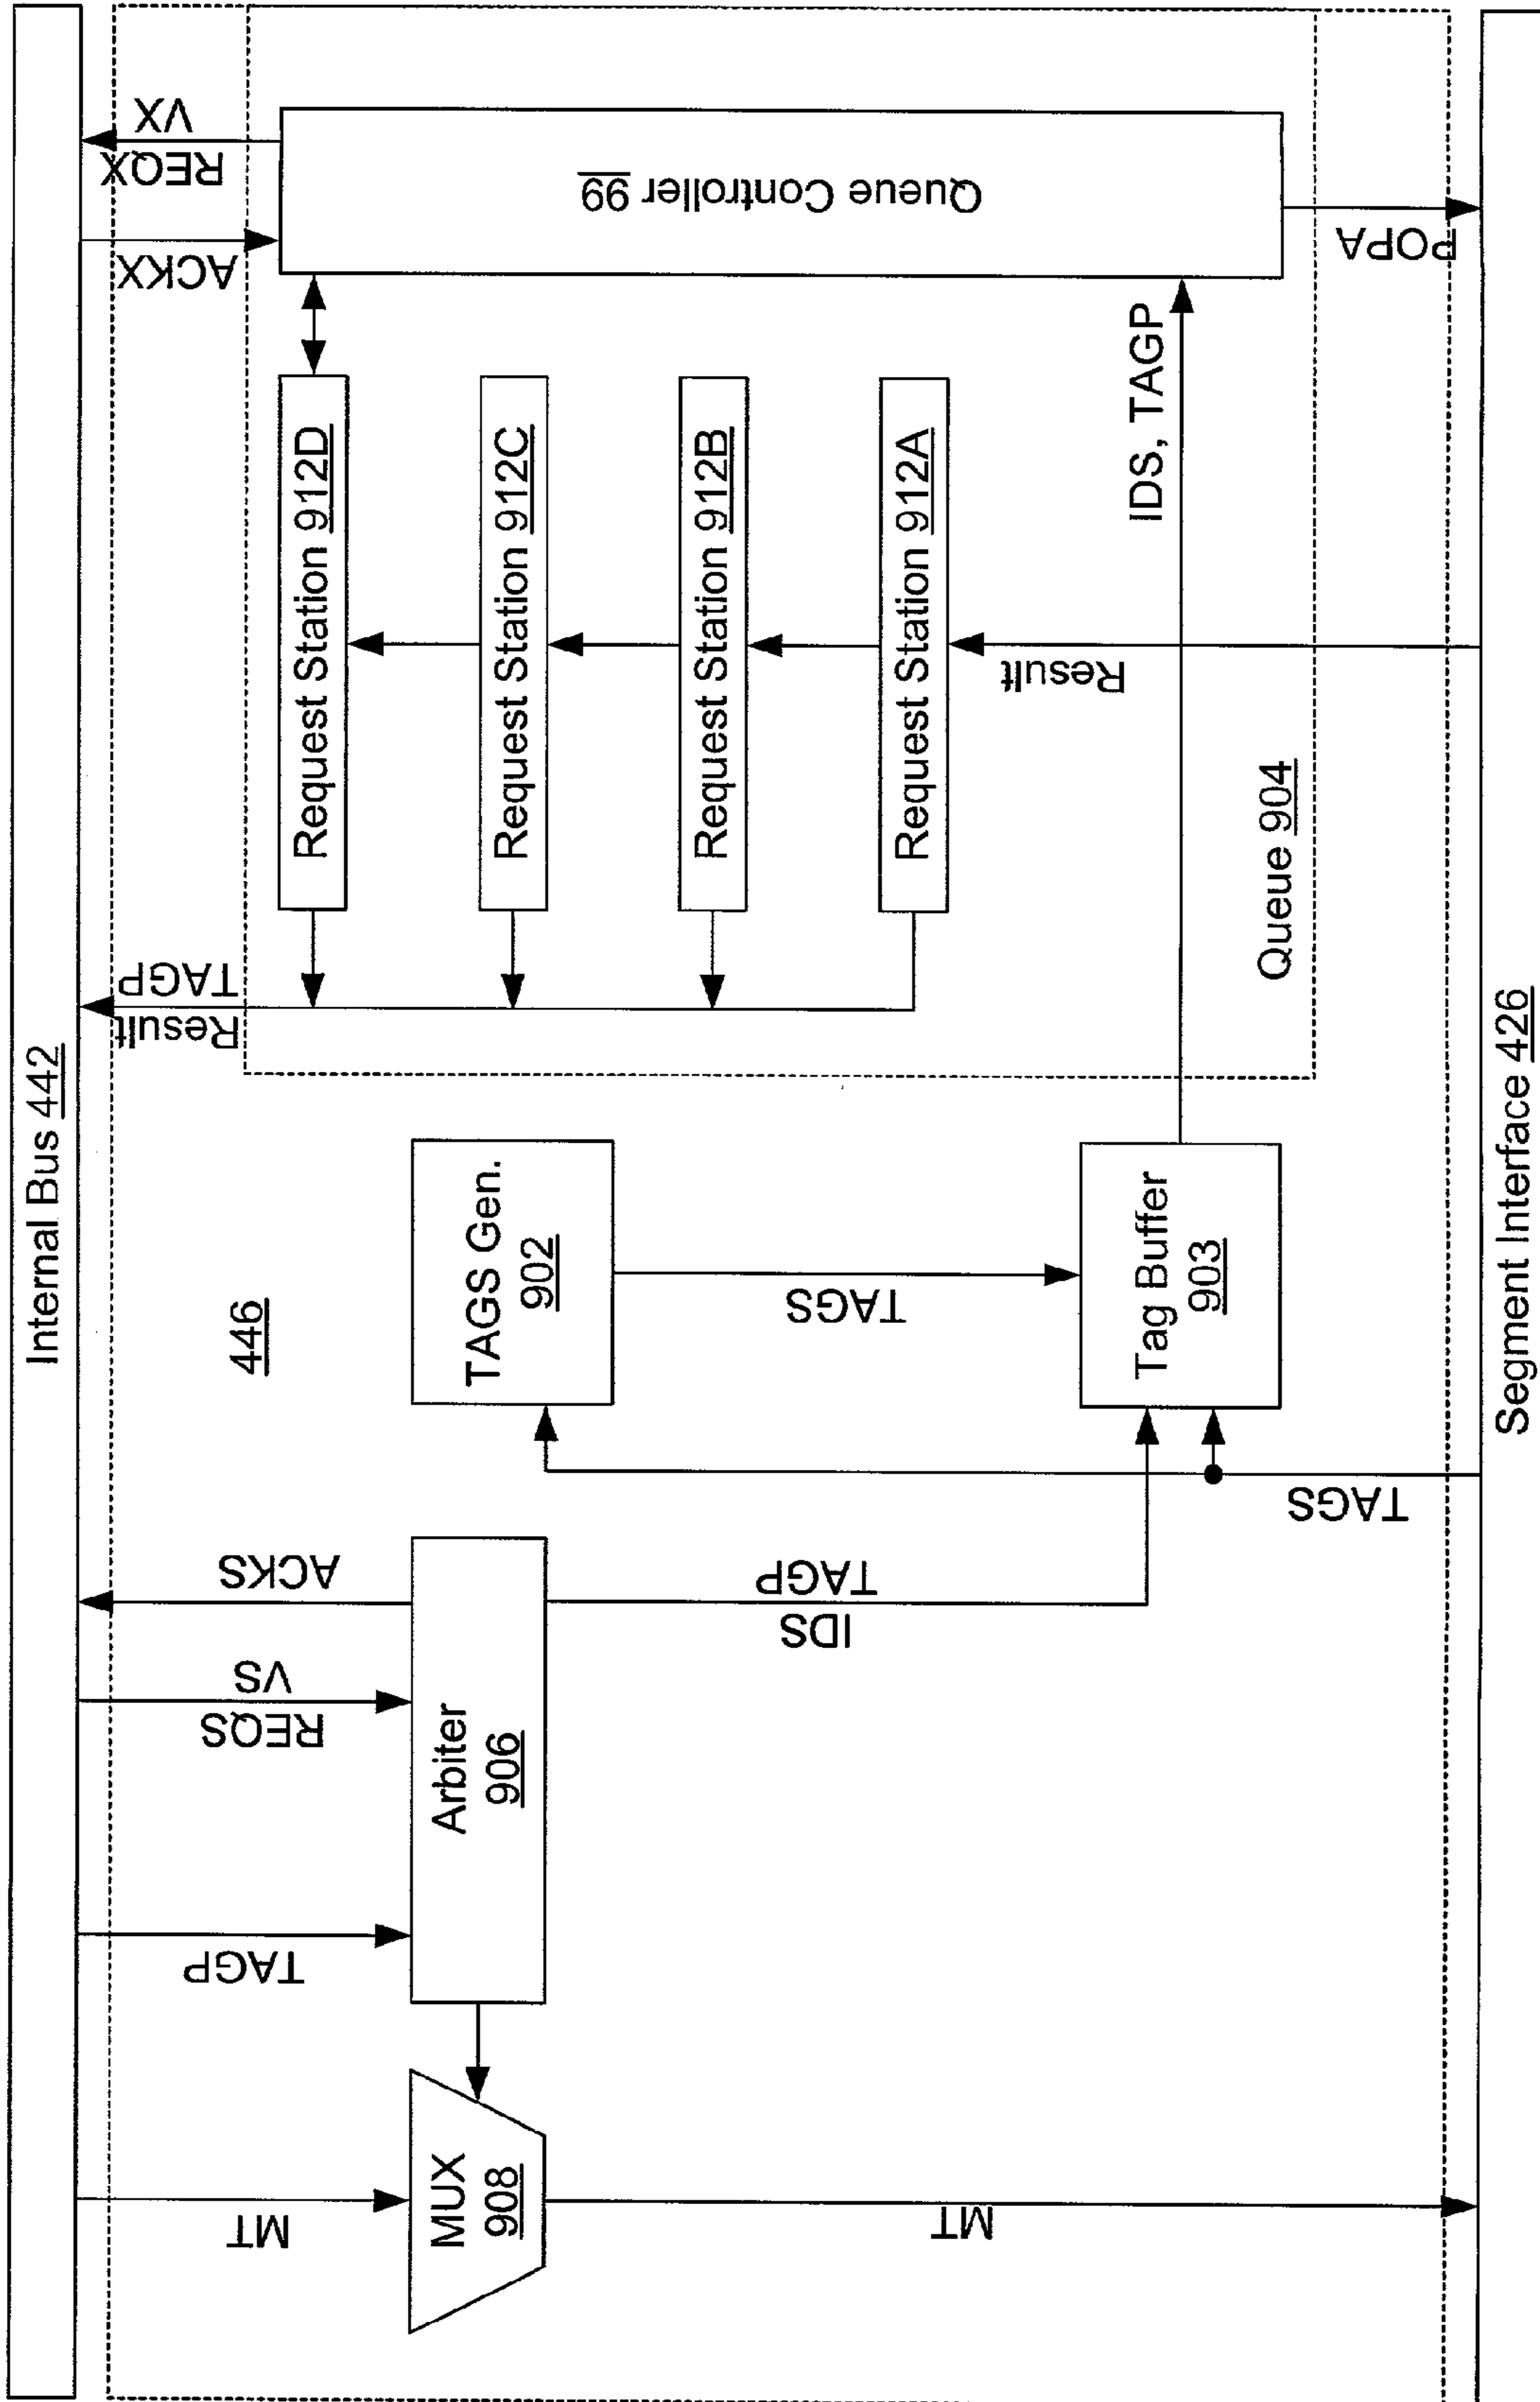 Internal Bus 442
MT
TAGP
REQS
VS
ACKS
446
Result
TAGP
ACKX
REQX
VX
MUX
908
Arbiter
906
TAGS Gen.
902
Request Station 912D
Request Station 912C
Request Station 912B
Request Station 912A
Queue Controller 99
MT
IDS
TAGP
TAGS
Result
Tag Buffer
903
IDS, TAGP
Queue 904
TAGS
POPA
Segment Interface 426